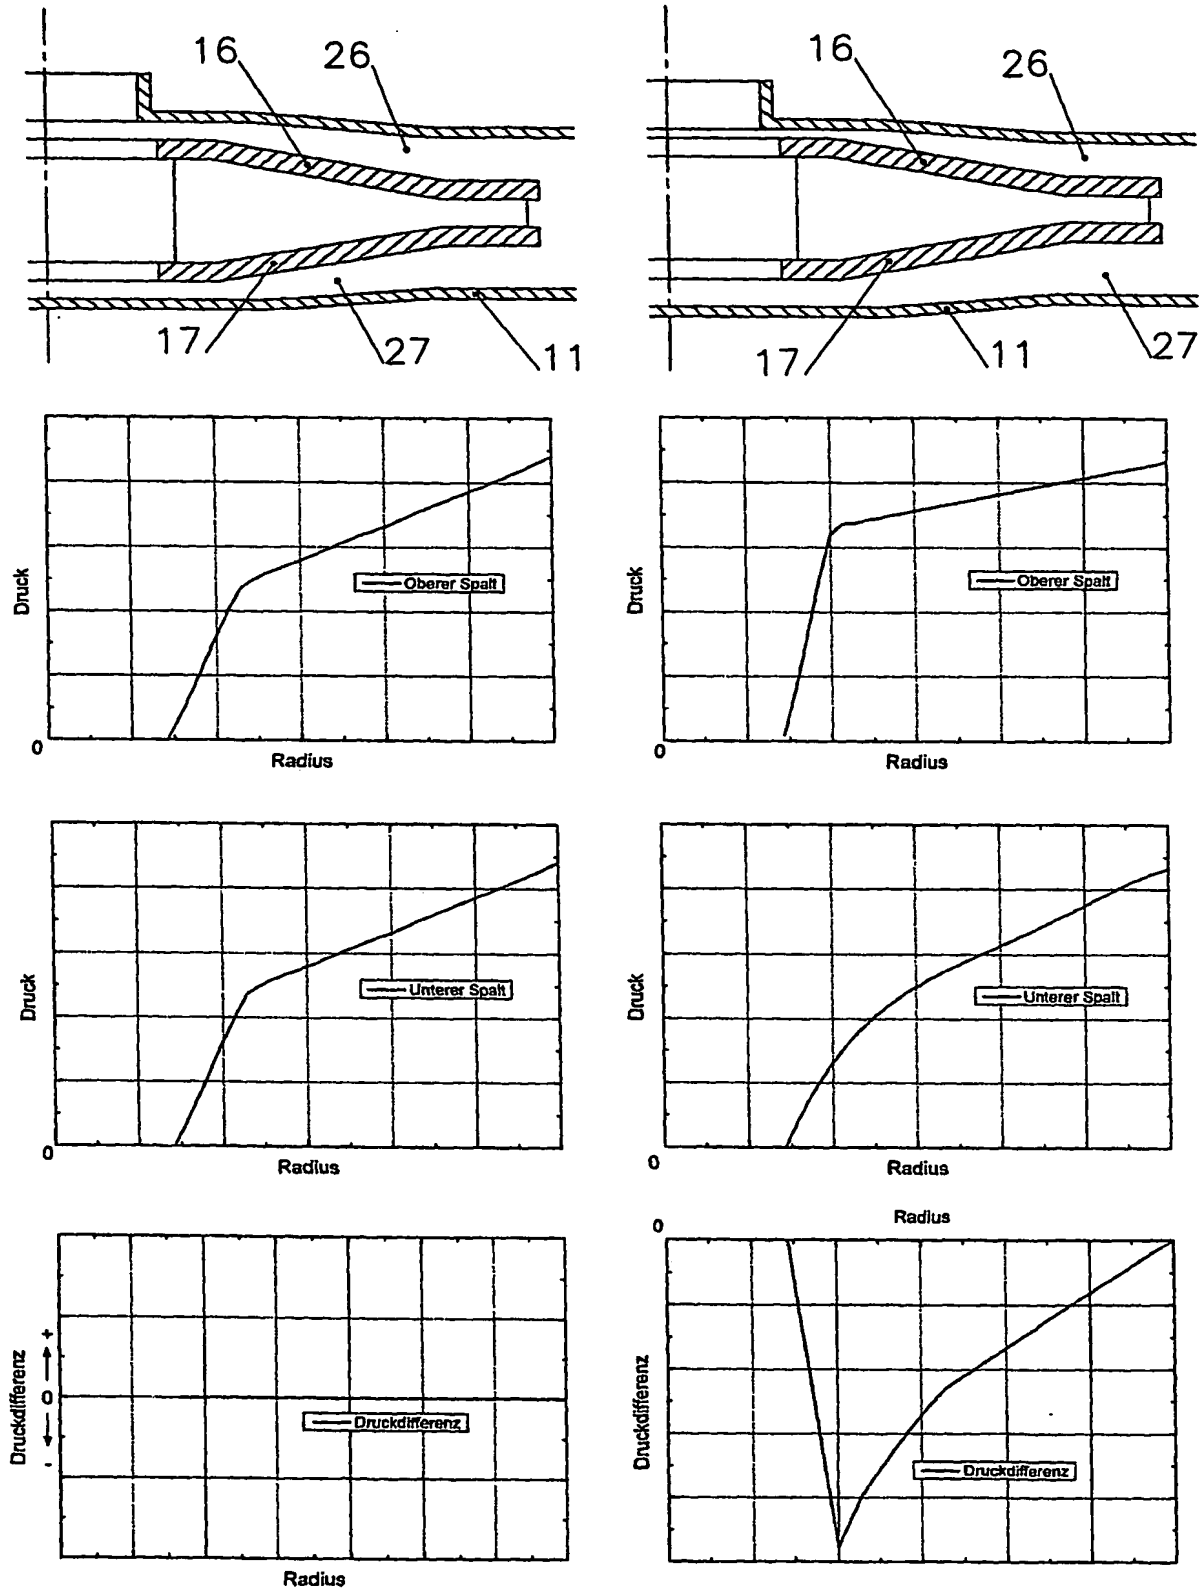 16
26
17
27
11
16
26
17
11
27
Druck
Oberer Spalt
0
Radius
Druck
Oberer Spalt
0
Radius
Druck
Unterer Spalt
0
Radius
Druck
Unterer Spalt
0
Radius
Druckdifferenz
+
0
-
Druckdifferenz
Radius
0
Radius
Druckdifferenz
Druckdifferenz